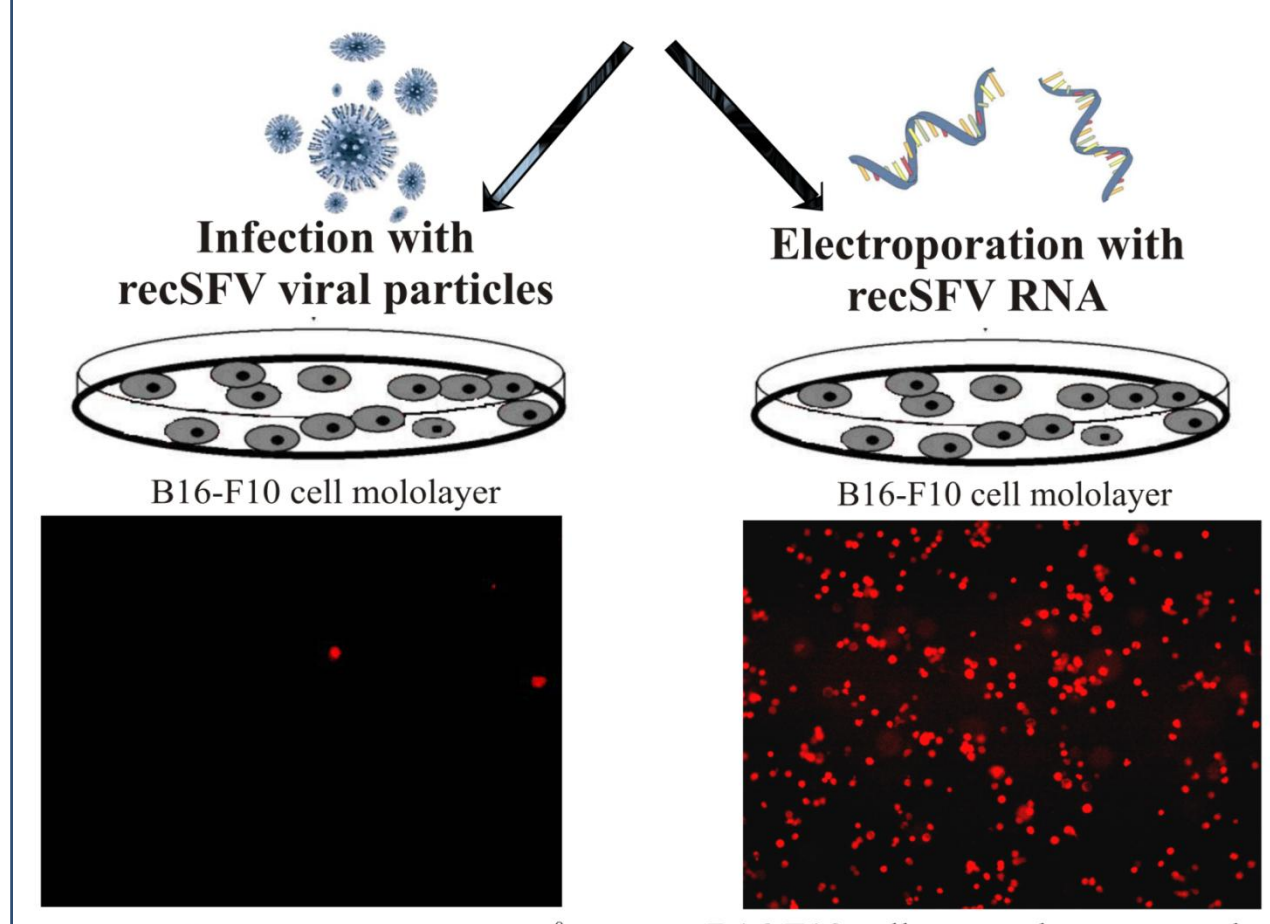 Infection with
recSFV viral particles
Electroporation with
recSFV RNA
B16-F10 cell mololayer
B16-F10 cell mololayer